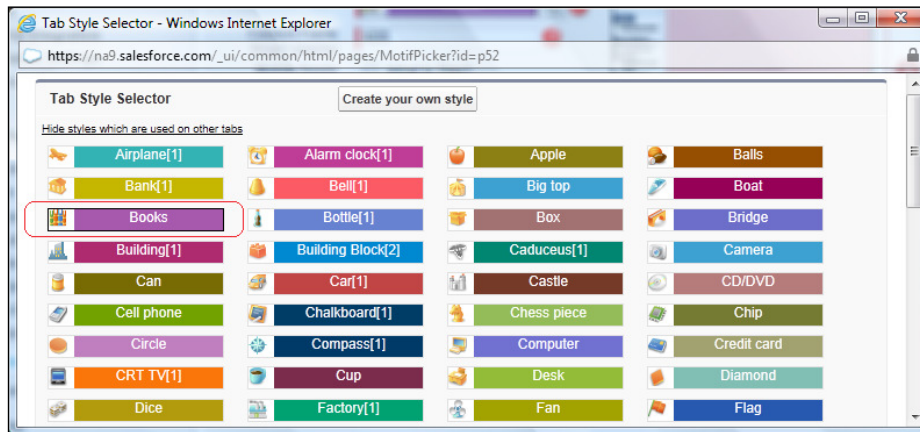 Tab Style Selector - Windows Internet Explorer
https://na9.salesforce.com/_ui/common/html/pages/MotifPicker?id=p52
Tab Style Selector Create your own style
Hide styles which are used on other tabs
Airplane[1] Alarm clock[1] Apple Balls
Bank[1] Bell[1] Big top Boat
Books Bottle[1] Box Bridge
Building[1] Building Block[2] Caduceus[1] Camera
Can Car[1] Castle CD/DVD
Cell phone Chalkboard[1] Chess piece Chip
Circle Compass[1] Computer Credit card
CRT TV[1] Cup Desk Diamond
Dice Factory[1] Fan Flag